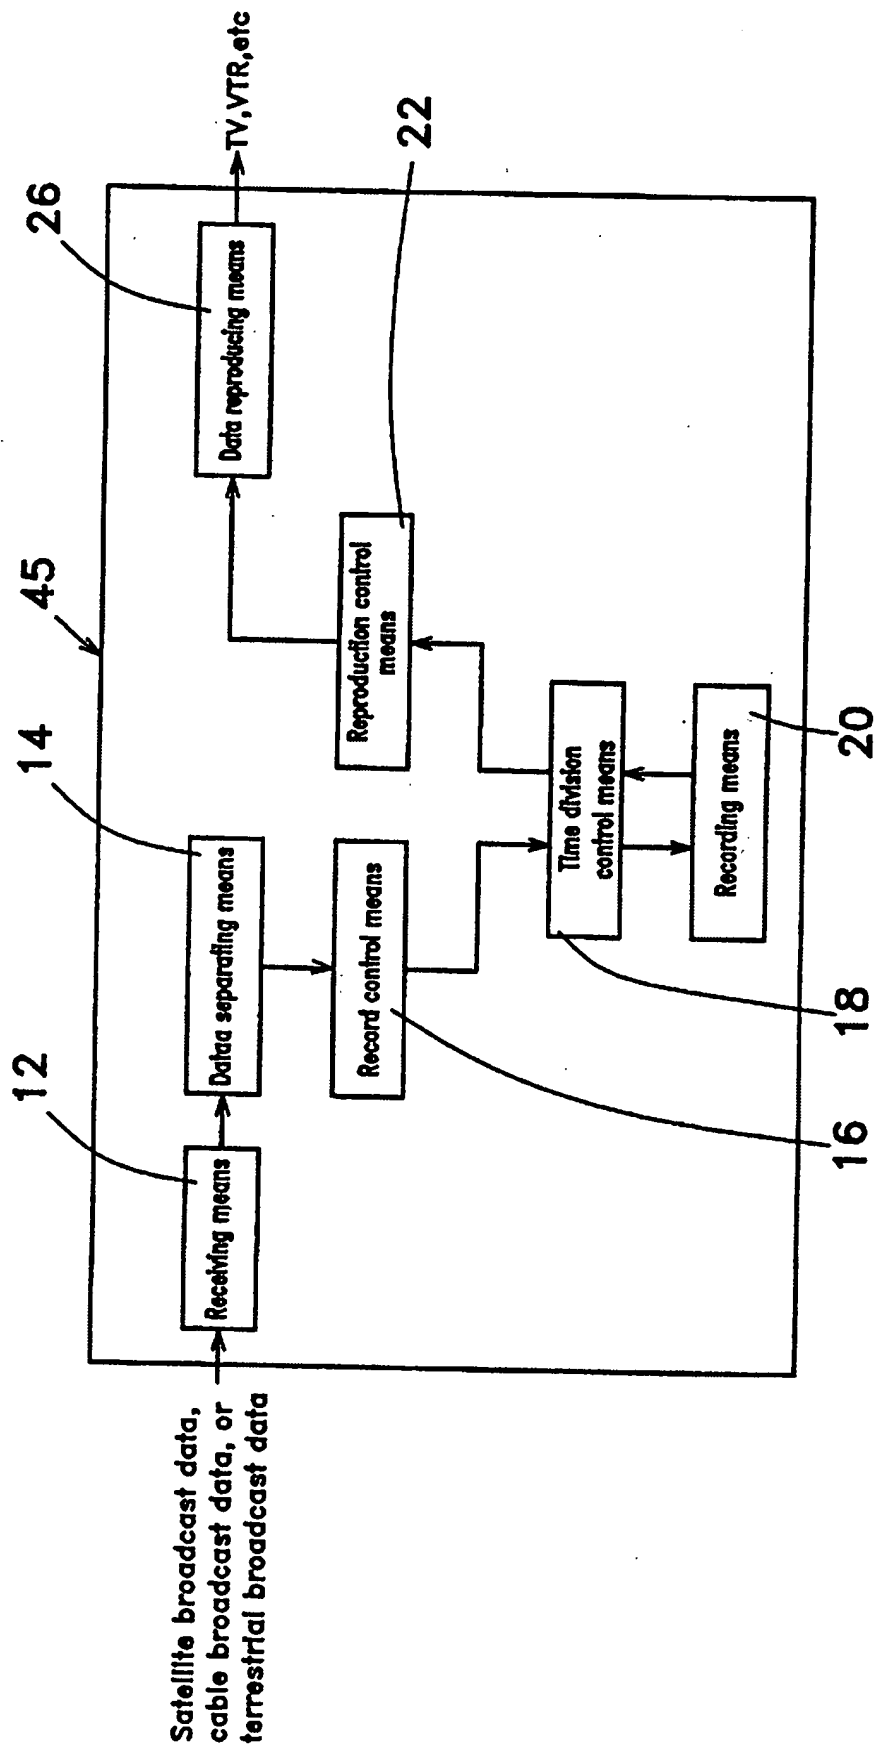 Satellite broadcast data,
cable broadcast data, or
terrestrial broadcast data
12
Receiving means
14
Dataa separating means
Record control means
16
45
Time division
control means
18
Recording means
20
Reproduction control
means
22
26
Data reproducing means
TV,VTR,etc